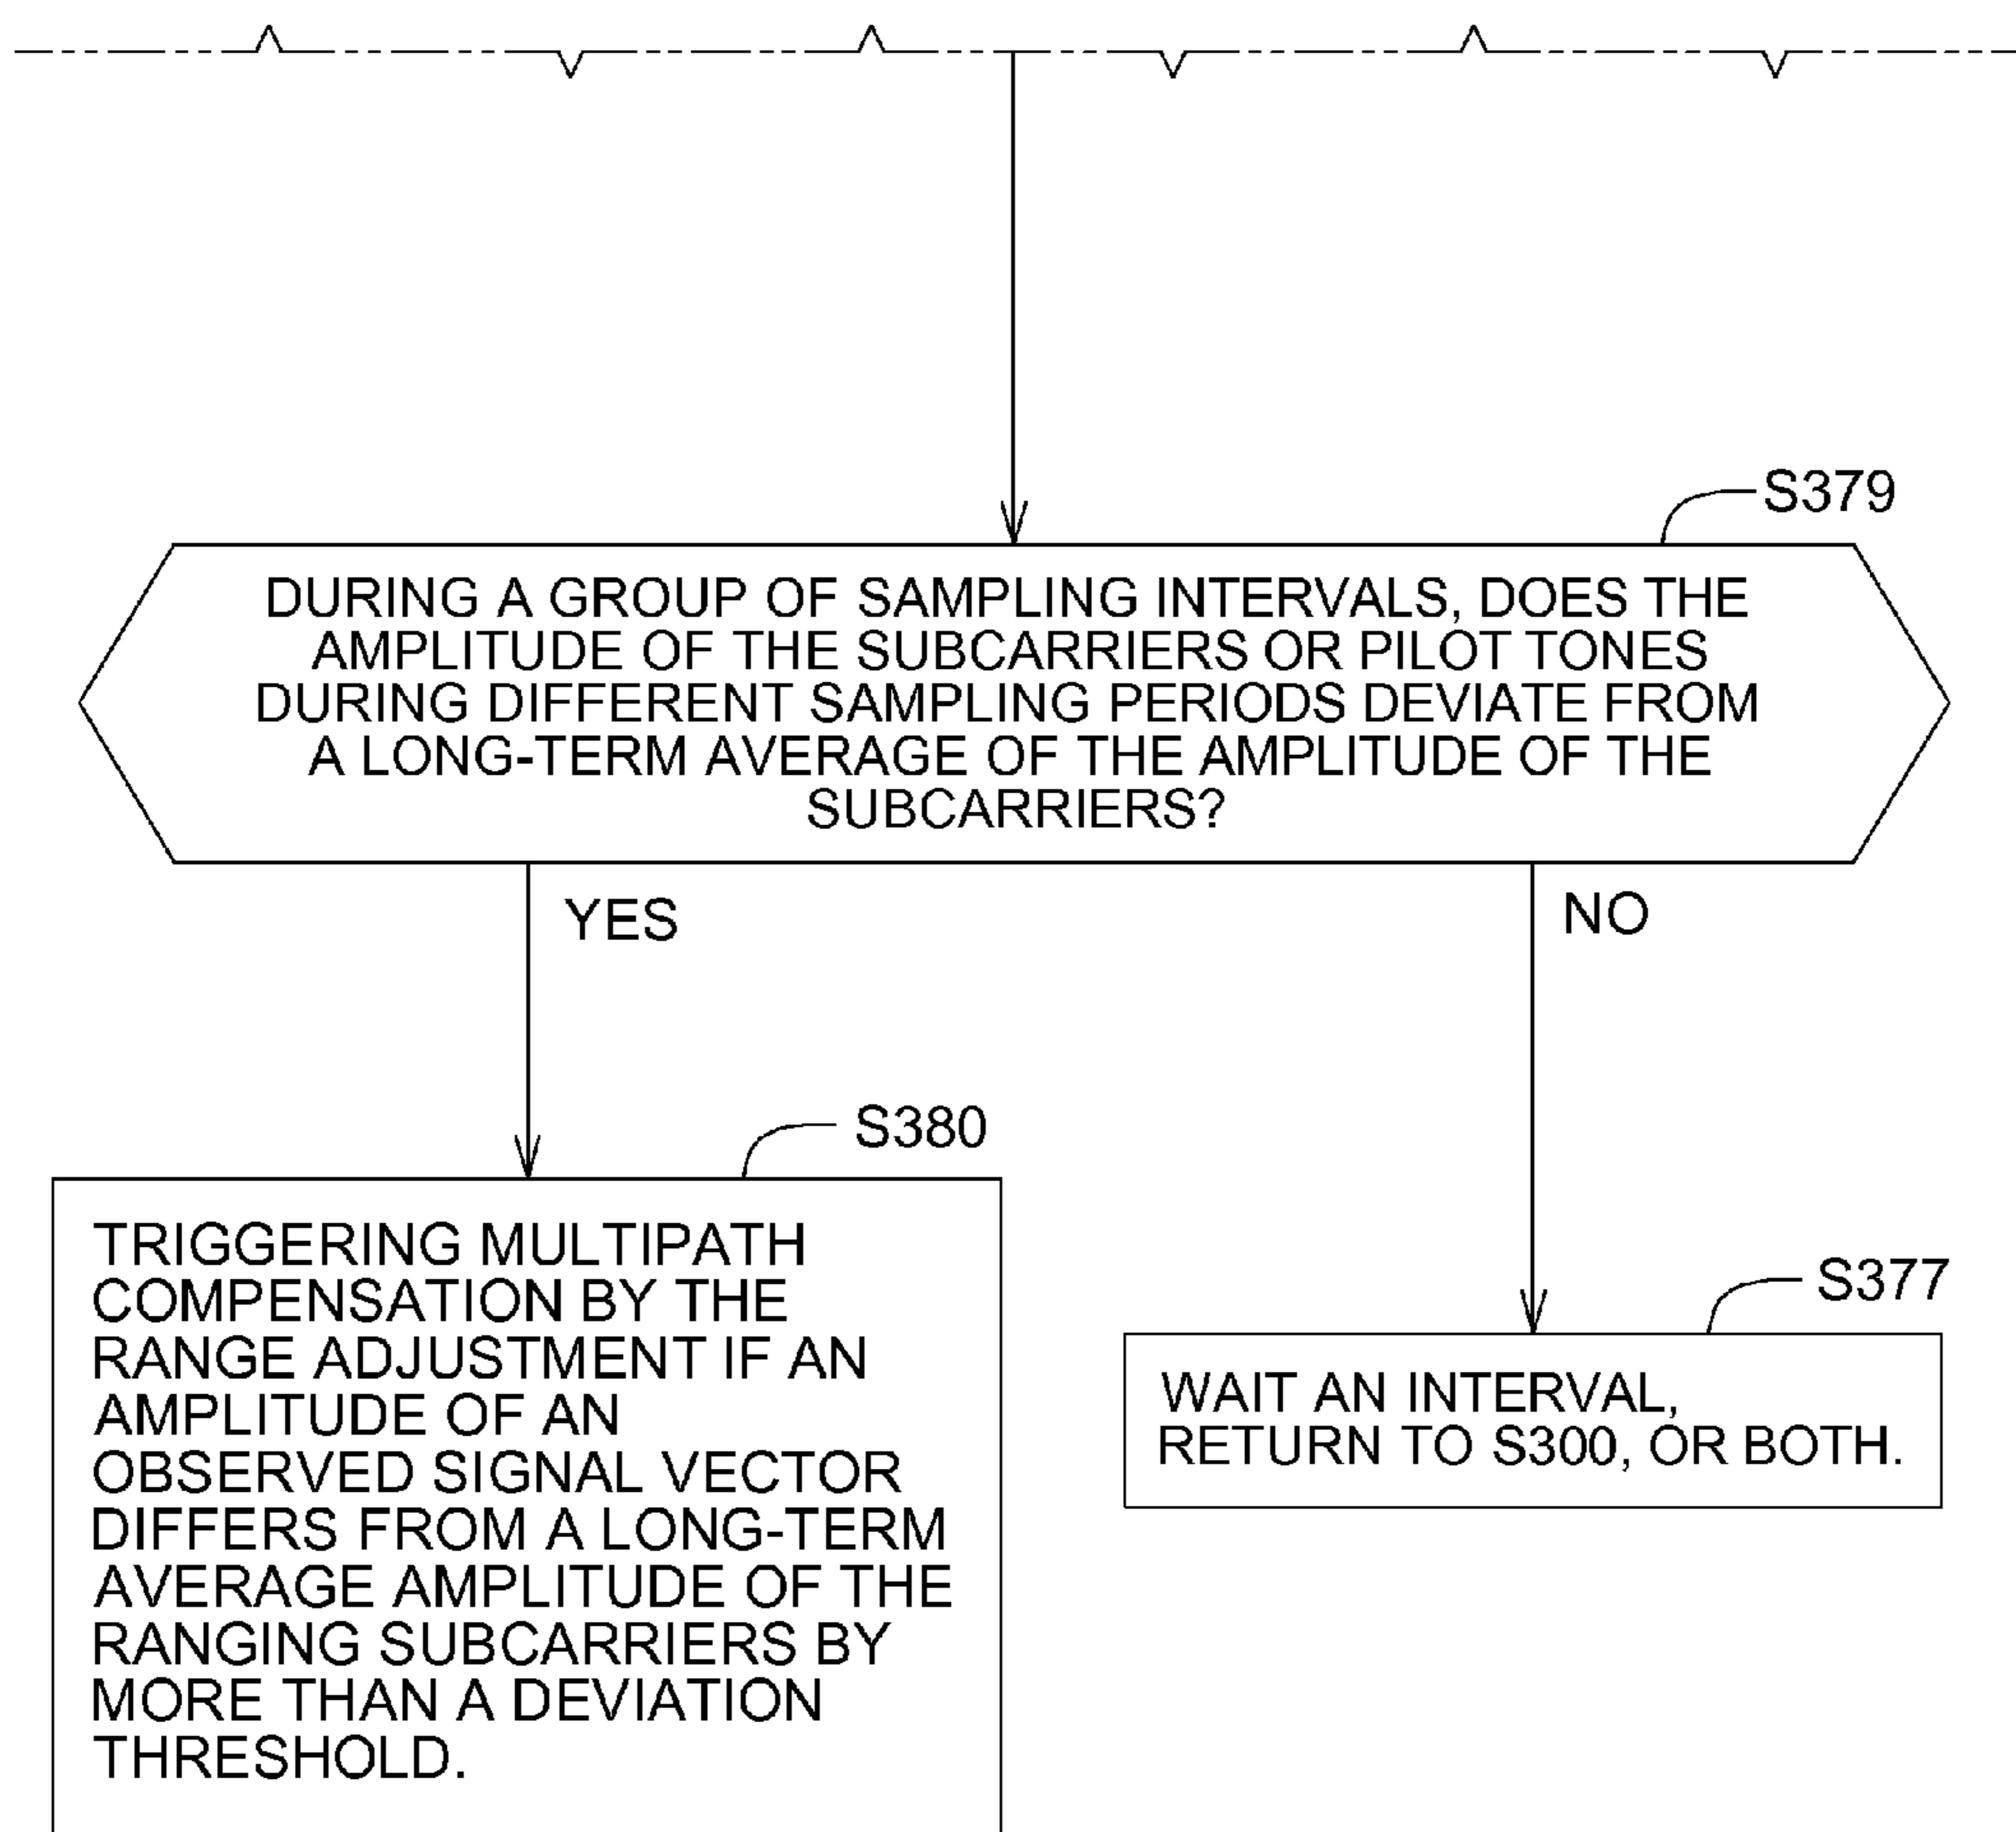 S379
DURING A GROUP OF SAMPLING INTERVALS, DOES THE
AMPLITUDE OF THE SUBCARRIERS OR PILOT TONES
DURING DIFFERENT SAMPLING PERIODS DEVIATE FROM
A LONG-TERM AVERAGE OF THE AMPLITUDE OF THE
SUBCARRIERS?
YES
NO
S380
TRIGGERING MULTIPATH
COMPENSATION BY THE
RANGE ADJUSTMENT IF AN
AMPLITUDE OF AN
OBSERVED SIGNAL VECTOR
DIFFERS FROM A LONG-TERM
AVERAGE AMPLITUDE OF THE
RANGING SUBCARRIERS BY
MORE THAN A DEVIATION
THRESHOLD.
S377
WAIT AN INTERVAL,
RETURN TO S300, OR BOTH.